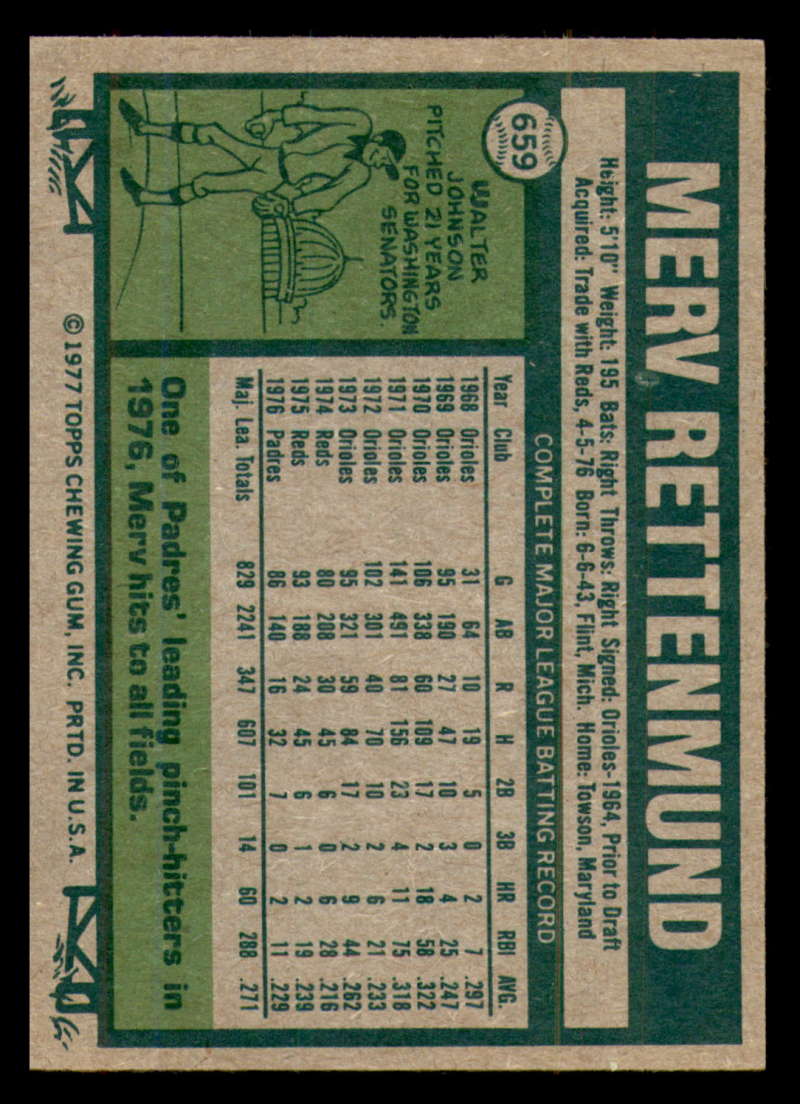 659
MERV RETTENMUND
Height: 5'10" Weight: 195 Bats: Right Throws: Right Signed: Orioles-1964, Prior to Draft
Acquired: Trade with Reds, 4-5-76 Born: 6-6-43, Flint, Mich. Home: Towson, Maryland
WALTER
JOHNSON
PITCHED 21 YEARS
FOR WASHINGTON
SENATORS.
COMPLETE MAJOR LEAGUE BATTING RECORD
Year Club G AB R H 2B 3B HR RBI AVG.
1968 Orioles 31 64 10 19 5 0 2 7 .297
1969 Orioles 95 190 27 47 10 3 4 25 .247
1970 Orioles 106 338 60 109 17 2 18 58 .322
1971 Orioles 141 491 81 156 23 4 11 75 .318
1972 Orioles 102 301 40 70 10 2 6 21 .233
1973 Orioles 95 321 59 84 17 2 9 44 .262
1974 Reds 80 208 30 45 6 0 6 28 .216
1975 Reds 93 188 24 45 6 1 2 19 .239
1976 Padres 86 140 16 32 7 0 2 11 .229
Maj. Lea. Totals 829 2241 347 607 101 14 60 288 .271
One of Padres' leading pinch-hitters in
1976, Merv hits to all fields.
© 1977 TOPPS CHEWING GUM, INC. PRTD. IN U.S.A.